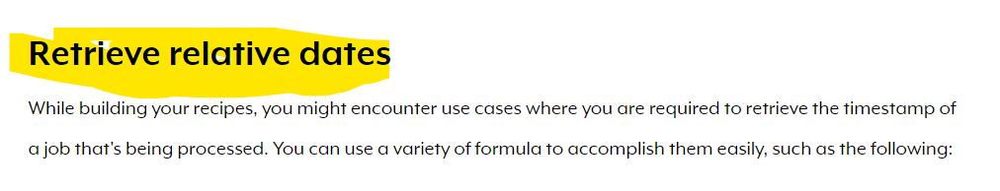 Retrieve relative dates
While building your recipes, you might encounter use cases where you are required to retrieve the timestamp of
a job that's being processed. You can use a variety of formula to accomplish them easily, such as the following: